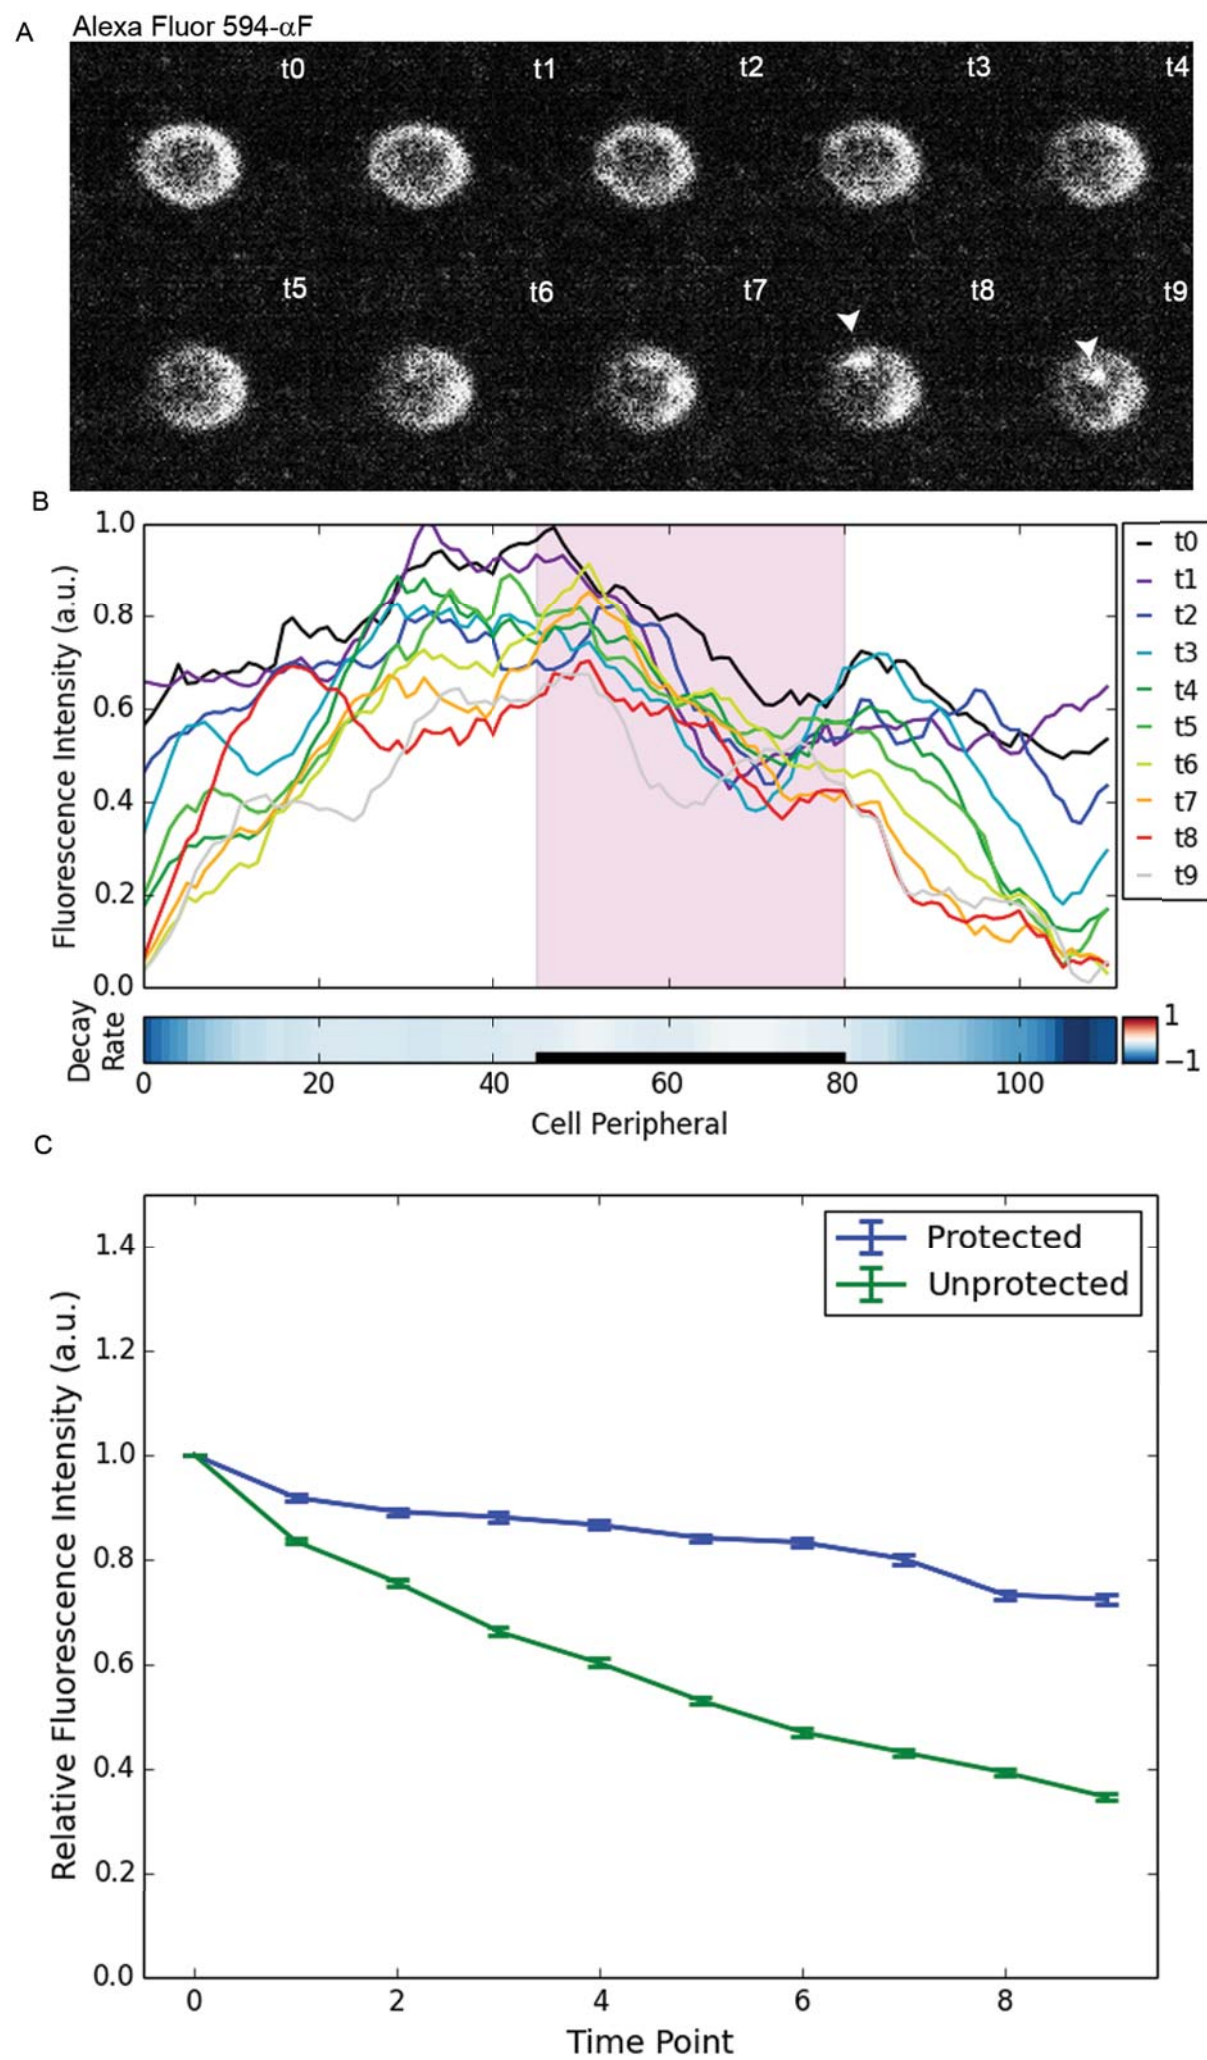 A
Alexa Fluor 594-αF
t0 t1 t2 t3 t4
t5 t6 t7 t8 t9
B
Fluorescence Intensity (a.u.)
1.0
0.8
0.6
0.4
0.2
0.0
t0
t1
t2
t3
t4
t5
t6
t7
t8
t9
Decay
Rate
1
−1
0 20 40 60 80 100
Cell Peripheral
C
Relative Fluorescence Intensity (a.u.)
1.4
1.2
1.0
0.8
0.6
0.4
0.2
0.0
Protected
Unprotected
0 2 4 6 8
Time Point